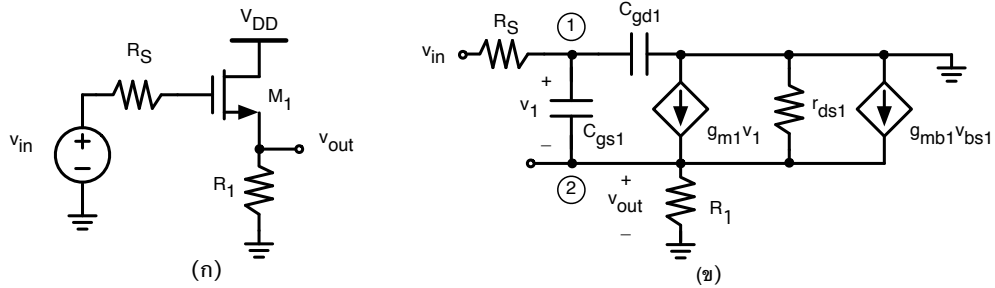 V_DD
R_S
M_1
v_in
v_out
R_1
(ก)
v_in
R_S
1
C_gd1
+
v_1
–
C_gs1
g_m1v_1
r_ds1
g_mb1v_bs1
2
+
v_out
–
R_1
(ข)